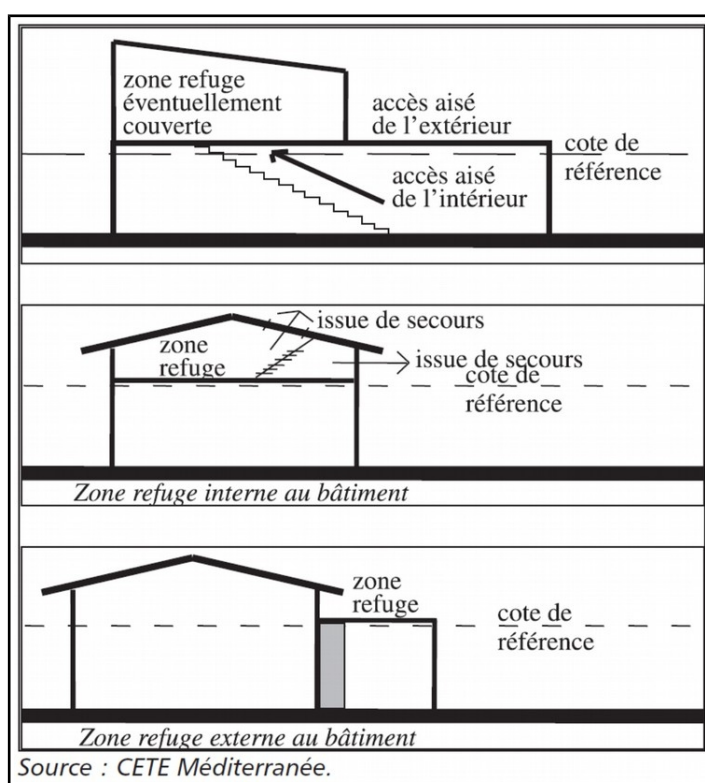 zone refuge
éventuellement
couverte
accès aisé
de l’extérieur
cote de
référence
accès aisé
de l’intérieur
issue de secours
zone
refuge
issue de secours
cote de
référence
Zone refuge interne au bâtiment
zone
refuge
cote de
référence
Zone refuge externe au bâtiment
Source : CETE Méditerranée.